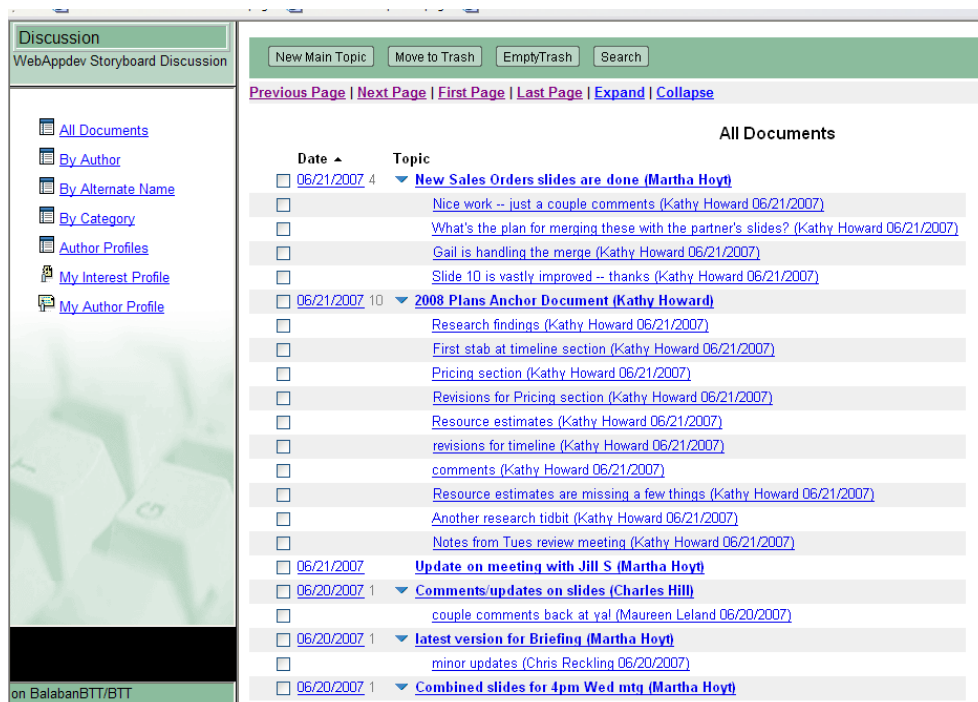 Discussion
WebAppdev Storyboard Discussion
All Documents
By Author
By Alternate Name
By Category
Author Profiles
My Interest Profile
My Author Profile
on BalabanBTT/BTT
New Main Topic Move to Trash EmptyTrash Search
Previous Page | Next Page | First Page | Last Page | Expand | Collapse
All Documents
Date Topic
06/21/2007 4 New Sales Orders slides are done (Martha Hoyt)
Nice work -- just a couple comments (Kathy Howard 06/21/2007)
What's the plan for merging these with the partner's slides? (Kathy Howard 06/21/2007)
Gail is handling the merge (Kathy Howard 06/21/2007)
Slide 10 is vastly improved -- thanks (Kathy Howard 06/21/2007)
06/21/2007 10 2008 Plans Anchor Document (Kathy Howard)
Research findings (Kathy Howard 06/21/2007)
First stab at timeline section (Kathy Howard 06/21/2007)
Pricing section (Kathy Howard 06/21/2007)
Revisions for Pricing section (Kathy Howard 06/21/2007)
Resource estimates (Kathy Howard 06/21/2007)
revisions for timeline (Kathy Howard 06/21/2007)
comments (Kathy Howard 06/21/2007)
Resource estimates are missing a few things (Kathy Howard 06/21/2007)
Another research tidbit (Kathy Howard 06/21/2007)
Notes from Tues review meeting (Kathy Howard 06/21/2007)
06/21/2007 Update on meeting with Jill S (Martha Hoyt)
06/20/2007 1 Comments/updates on slides (Charles Hill)
couple comments back at ya! (Maureen Leland 06/20/2007)
06/20/2007 1 latest version for Briefing (Martha Hoyt)
minor updates (Chris Reckling 06/20/2007)
06/20/2007 1 Combined slides for 4pm Wed mtg (Martha Hoyt)